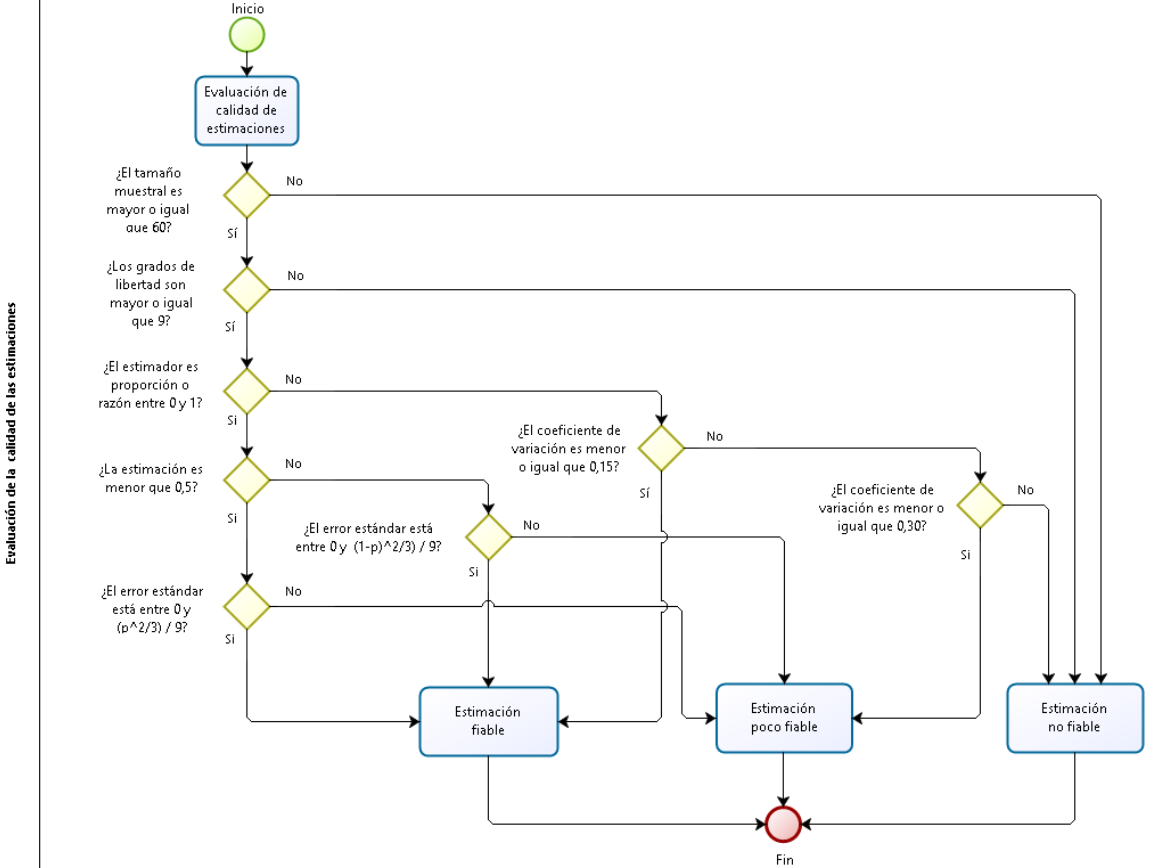 Inicio
Evaluación de
calidad de
estimaciones
¿El tamaño
muestral es
mayor o igual
que 60?
No
Sí
¿Los grados de
libertad son
mayor o igual
que 9?
No
Sí
¿El estimador es
proporción o
razón entre 0 y 1?
No
Si
¿El coeficiente de
variación es menor
o igual que 0,15?
No
Sí
¿La estimación es
menor que 0,5?
No
Si
¿El coeficiente de
variación es menor o
igual que 0,30?
No
Si
¿El error estándar está
entre 0 y (1-p)^2/3) / 9?
No
Si
¿El error estándar
está entre 0 y
(p^2/3) / 9?
No
Si
Estimación
fiable
Estimación
poco fiable
Estimación
no fiable
Fin
Evaluación de la calidad de las estimaciones